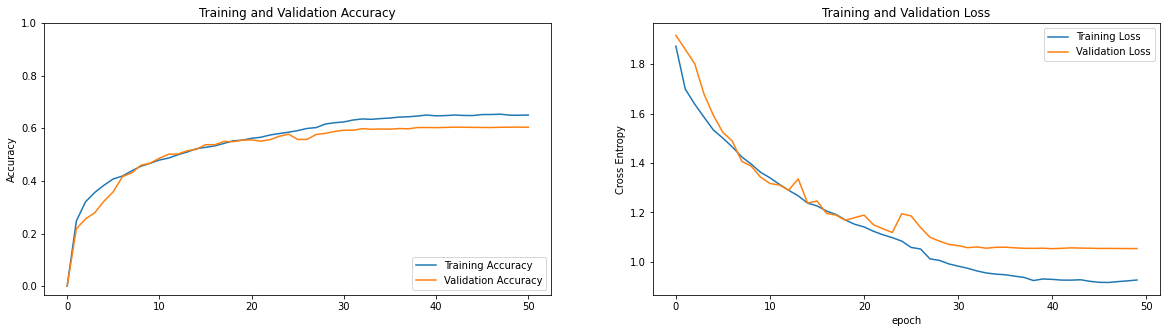 Training and Validation Accuracy
1.0
0.8
0.6
0.4
0.2
0.0
Accuracy
0
10
20
30
40
50
Training Accuracy
Validation Accuracy
Training and Validation Loss
1.8
1.6
1.4
1.2
1.0
Cross Entropy
0
10
20
30
40
50
epoch
Training Loss
Validation Loss